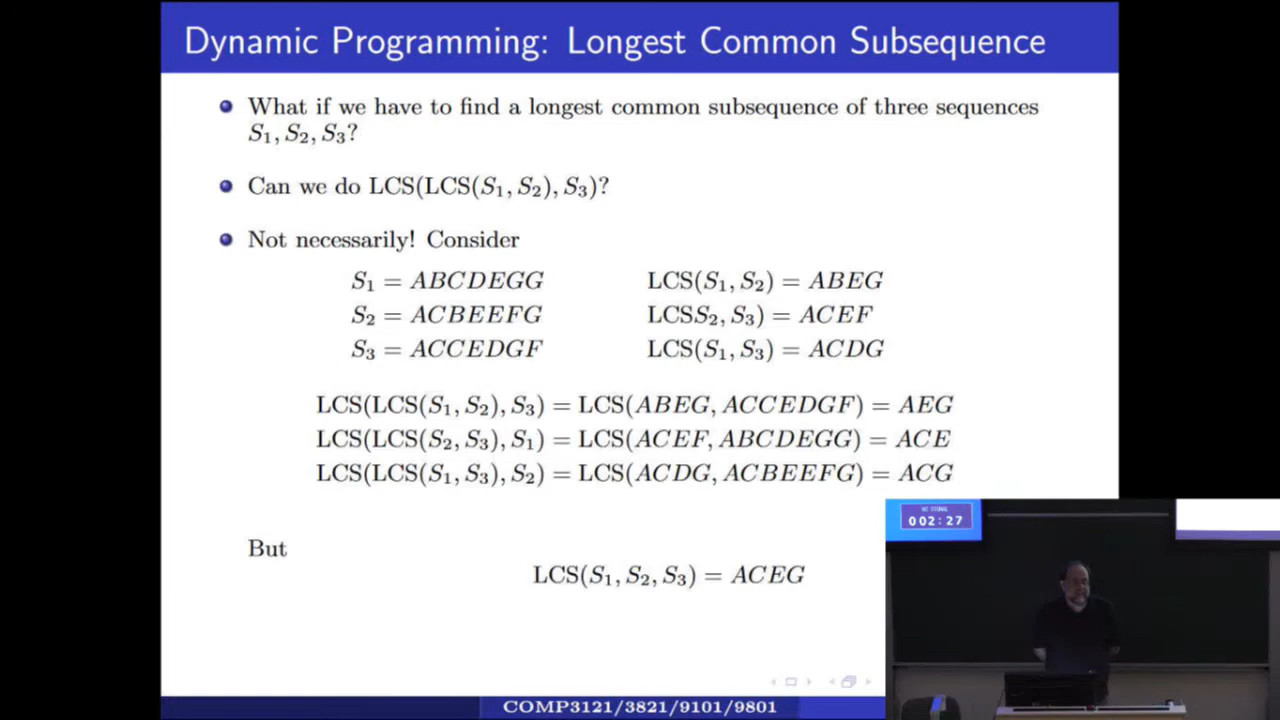 Dynamic Programming: Longest Common Subsequence
What if we have to find a longest common subsequence of three sequences
S₁, S₂, S₃?
Can we do LCS(LCS(S₁, S₂), S₃)?
Not necessarily! Consider
S₁ = ABCDEGG LCS(S₁, S₂) = ABEG
S₂ = ACBEEFG LCSS₂, S₃) = ACEF
S₃ = ACCEDGF LCS(S₁, S₃) = ACDG
LCS(LCS(S₁, S₂), S₃) = LCS(ABEG, ACCEDGF) = AEG
LCS(LCS(S₂, S₃), S₁) = LCS(ACEF, ABCDEGG) = ACE
LCS(LCS(S₁, S₃), S₂) = LCS(ACDG, ACBEEFG) = ACG
NO SIGNAL
002:27
But
LCS(S₁, S₂, S₃) = ACEG
COMP3121/3821/9101/9801